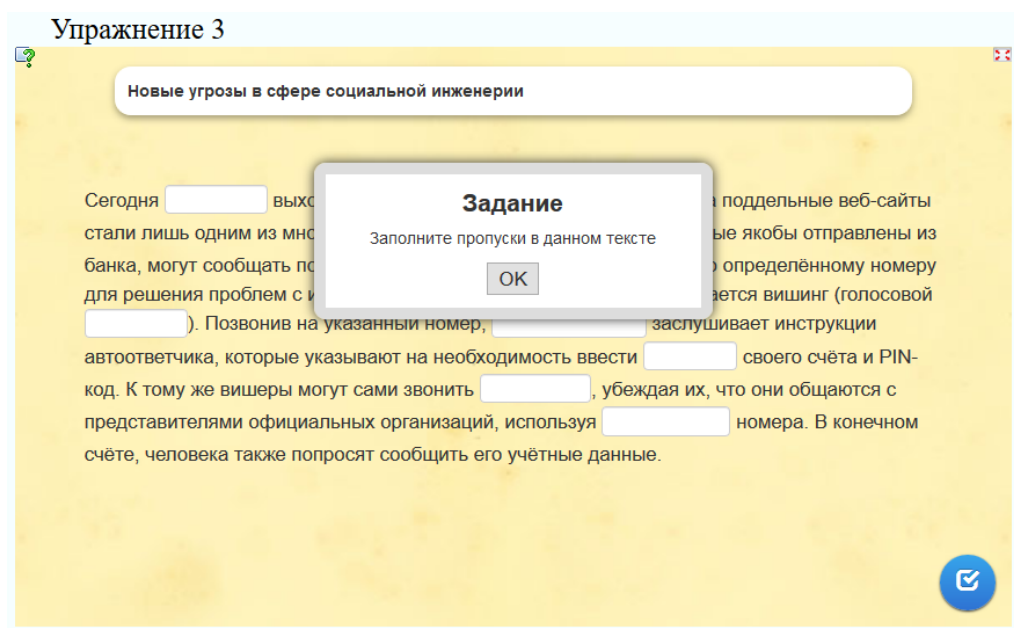 Упражнение 3
Новые угрозы в сфере социальной инженерии
Задание
Заполните пропуски в данном тексте
OK
Сегодня выхо поддельные веб-сайты
стали лишь одним из мно ые якобы отправлены из
банка, могут сообщать по определённому номеру
для решения проблем с и ается вишинг (голосовой
). Позвонив на указанный номер, заслушивает инструкции
автоответчика, которые указывают на необходимость ввести своего счёта и PIN-
код. К тому же вишеры могут сами звонить , убеждая их, что они общаются с
представителями официальных организаций, используя номера. В конечном
счёте, человека также попросят сообщить его учётные данные.